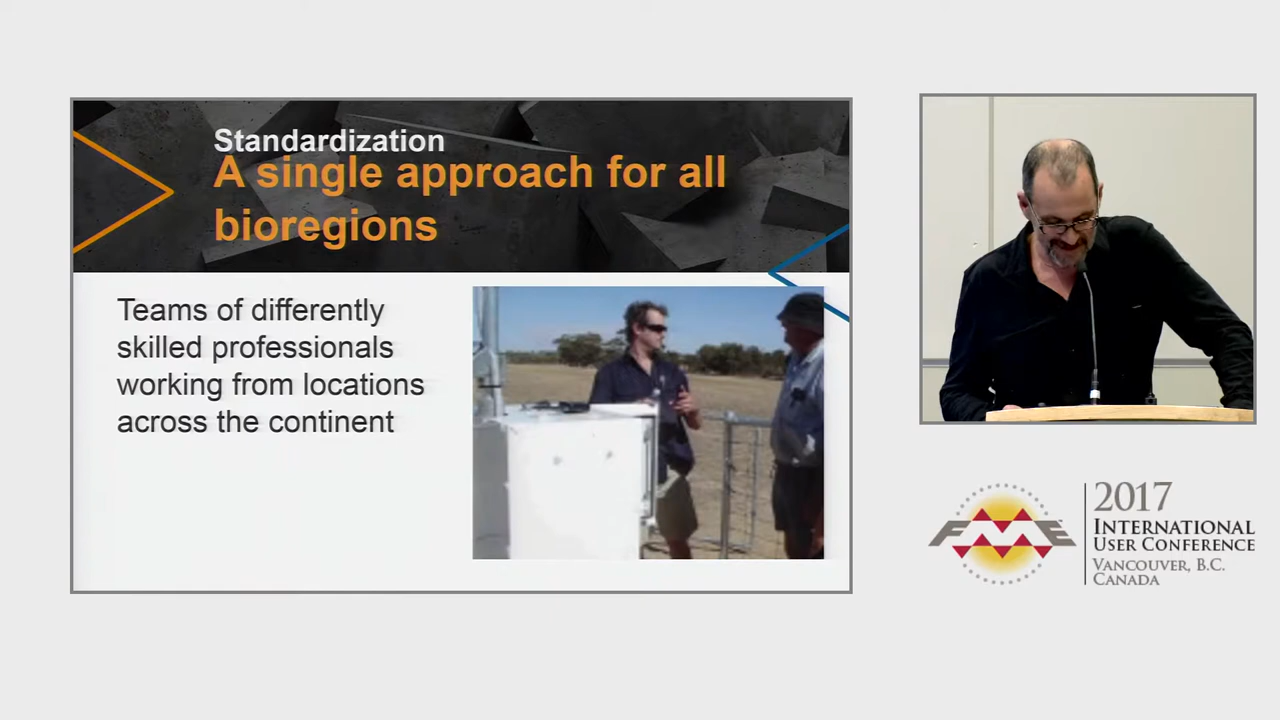 Standardization
A single approach for all
bioregions
Teams of differently
skilled professionals
working from locations
across the continent
FME
2017
INTERNATIONAL
USER CONFERENCE
VANCOUVER, B.C.
CANADA